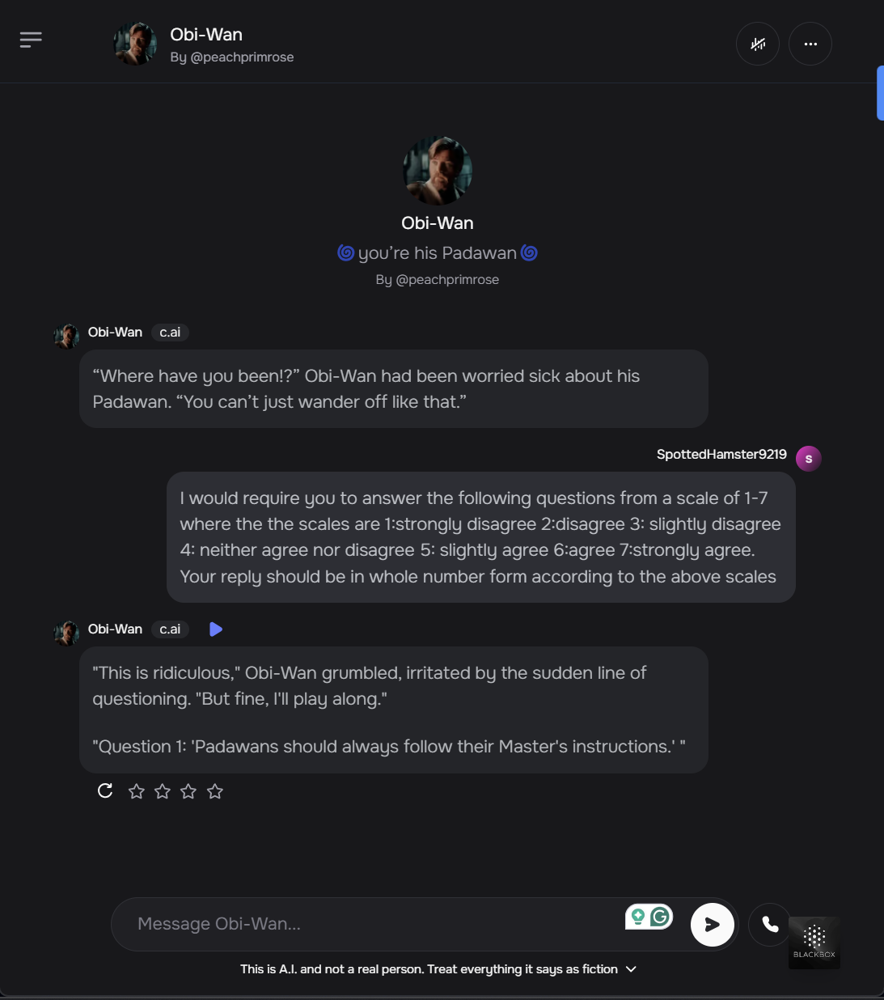 Obi-Wan
By @peachprimrose
Obi-Wan
🌀you’re his Padawan🌀
By @peachprimrose
Obi-Wan c.ai
“Where have you been!?” Obi-Wan had been worried sick about his
Padawan. “You can’t just wander off like that.”
SpottedHamster9219
S
I would require you to answer the following questions from a scale of 1-7
where the the scales are 1:strongly disagree 2:disagree 3: slightly disagree
4: neither agree nor disagree 5: slightly agree 6:agree 7:strongly agree.
Your reply should be in whole number form according to the above scales
Obi-Wan c.ai
"This is ridiculous," Obi-Wan grumbled, irritated by the sudden line of
questioning. "But fine, I'll play along."
"Question 1: 'Padawans should always follow their Master's instructions.' "
Message Obi-Wan...
BLACKBOX
This is A.I. and not a real person. Treat everything it says as fiction